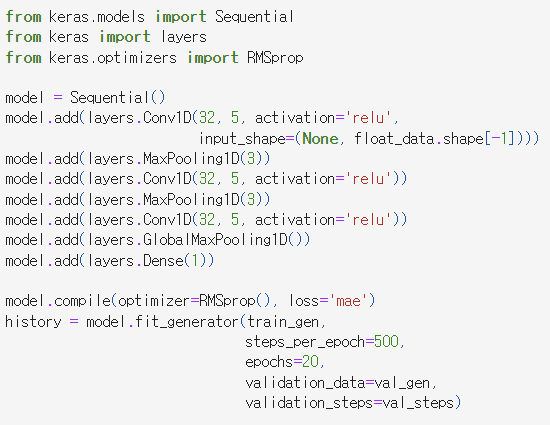 from keras.models import Sequential
from keras import layers
from keras.optimizers import RMSprop

model = Sequential()
model.add(layers.Conv1D(32, 5, activation='relu',
                        input_shape=(None, float_data.shape[-1])))
model.add(layers.MaxPooling1D(3))
model.add(layers.Conv1D(32, 5, activation='relu'))
model.add(layers.MaxPooling1D(3))
model.add(layers.Conv1D(32, 5, activation='relu'))
model.add(layers.GlobalMaxPooling1D())
model.add(layers.Dense(1))

model.compile(optimizer=RMSprop(), loss='mae')
history = model.fit_generator(train_gen,
                              steps_per_epoch=500,
                              epochs=20,
                              validation_data=val_gen,
                              validation_steps=val_steps)